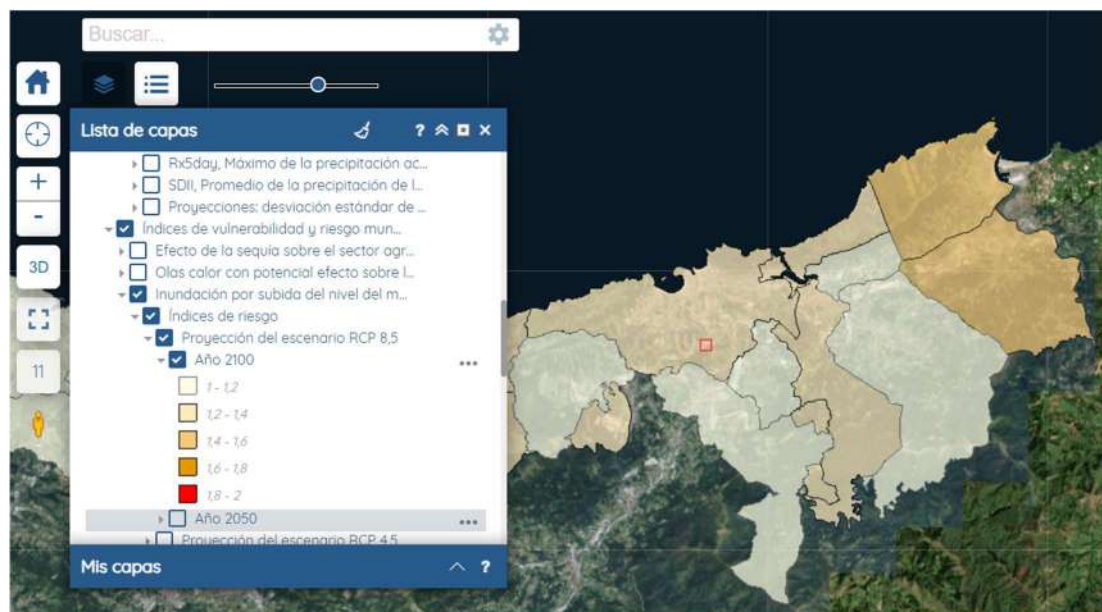 Buscar...
Lista de capas
?
Rx5day, Máximo de la precipitación ac...
SDII, Promedio de la precipitación de l...
Proyecciones: desviación estándar de ...
+
Índices de vulnerabilidad y riesgo mun...
-
Efecto de la sequía sobre el sector agr...
3D
Olas calor con potencial efecto sobre l...
Inundación por subida del nivel del m...
Índices de riesgo
Proyección del escenario RCP 8,5
11
Año 2100
1 - 1,2
1,2 - 1,4
1,4 - 1,6
1,6 - 1,8
1,8 - 2
Año 2050
Proyección del escenario RCP 4,5
Mis capas
?